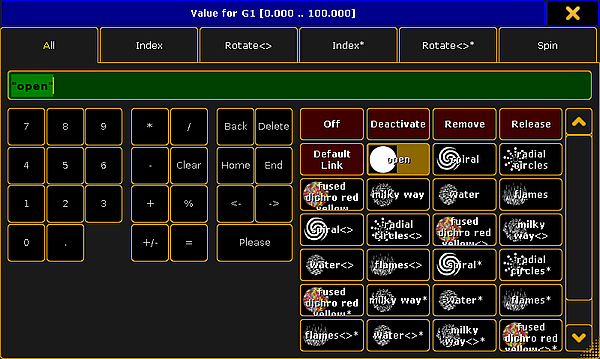 Value for G1 [0.000 .. 100.000]
All Index Rotate<> Index* Rotate<>* Spin
"open"
7 8 9 * / Back Delete Off Deactivate Remove Release
4 5 6 - Clear Home End Default Link open spiral radial circles
1 2 3 + % <- -> fused dichro red yellow milky way water flames
0 . +/- = Please spiral<> radial circles<> fused dichro red yellow<> milky way<>
water<> flames<> spiral* radial circles*
fused dichro red yellow* milky way* water* flames*
flames<>* water<>* milky way<>* fused dichro red yellow<>*